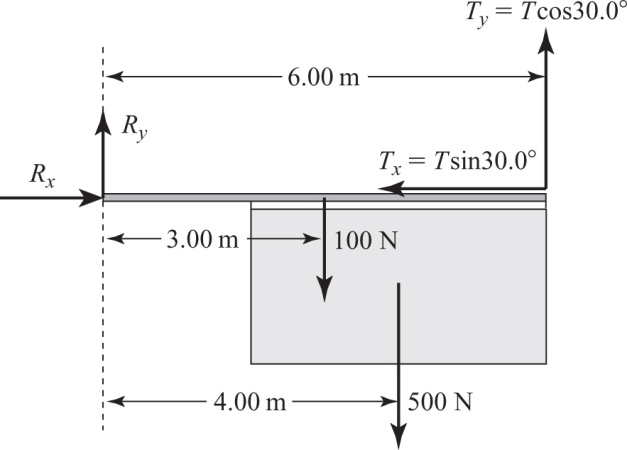 T_y = Tcos30.0°
6.00 m
R_y
T_x = Tsin30.0°
R_x
3.00 m
100 N
4.00 m
500 N